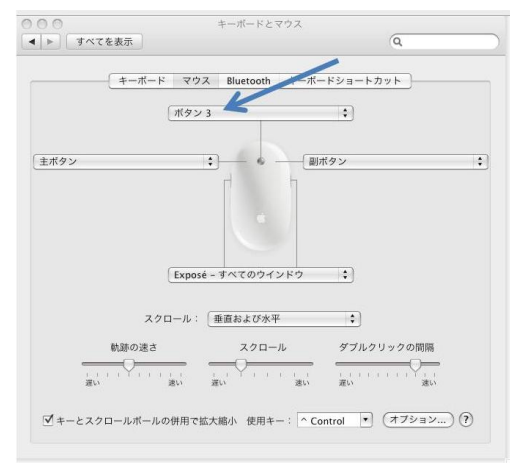 キーボードとマウス
すべてを表示
キーボード マウス Bluetooth キーボードショートカット
ボタン 3
主ボタン 副ボタン
Exposé – すべてのウインドウ
スクロール： 垂直および水平
軌跡の速さ スクロール ダブルクリックの間隔
遅い 速い 遅い 速い 遅い 速い
キーとスクロールボールの併用で拡大縮小 使用キー： ^ Control オプション... ?